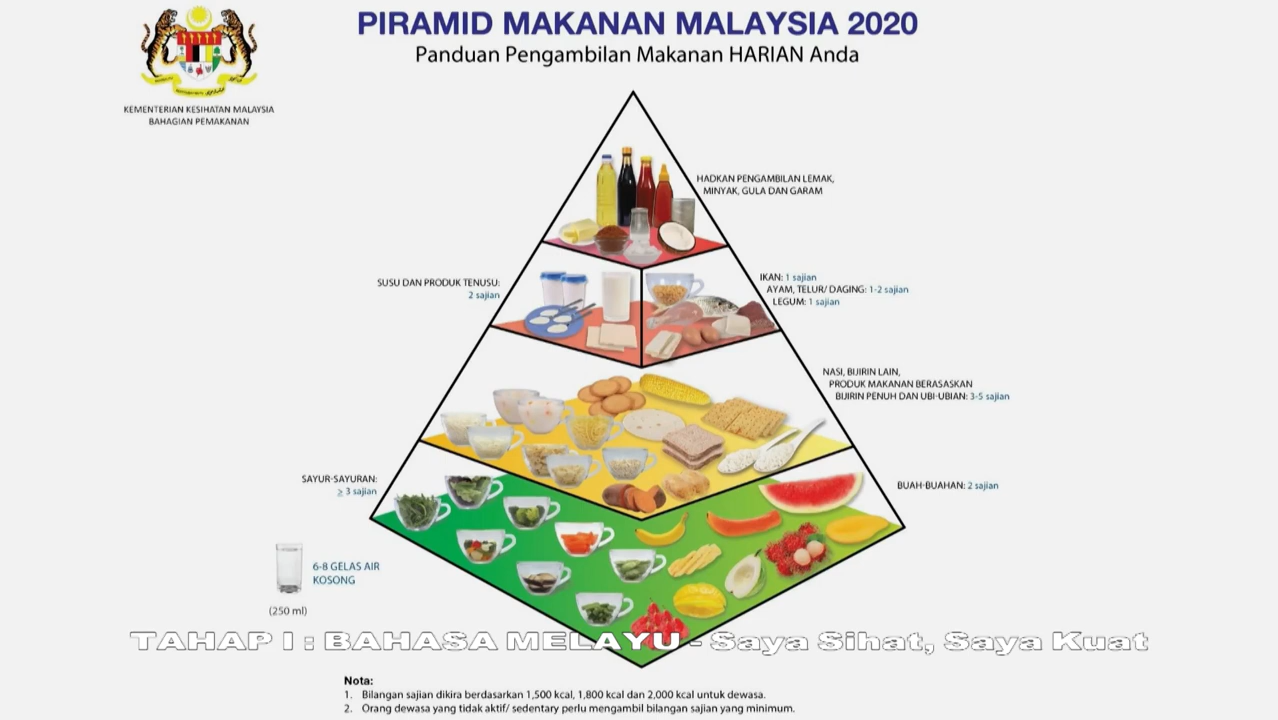 PIRAMID MAKANAN MALAYSIA 2020
Panduan Pengambilan Makanan HARIAN Anda
KEMENTERIAN KESIHATAN MALAYSIA
BAHAGIAN PEMAKANAN
HADKAN PENGAMBILAN LEMAK,
MINYAK, GULA DAN GARAM
SUSU DAN PRODUK TENUSU:
2 sajian
IKAN: 1 sajian
AYAM, TELUR/ DAGING: 1-2 sajian
LEGUM: 1 sajian
NASI, BIJIRIN LAIN,
PRODUK MAKANAN BERASASKAN
BIJIRIN PENUH DAN UBI-UBIAN: 3-5 sajian
SAYUR-SAYURAN:
≥ 3 sajian
BUAH-BUAHAN: 2 sajian
6-8 GELAS AIR
KOSONG
(250 ml)
TAHAP I : BAHASA MELAYU - Saya Sihat, Saya Kuat
Nota:
1. Bilangan sajian dikira berdasarkan 1,500 kcal, 1,800 kcal dan 2,000 kcal untuk dewasa.
2. Orang dewasa yang tidak aktif/ sedentary perlu mengambil bilangan sajian yang minimum.